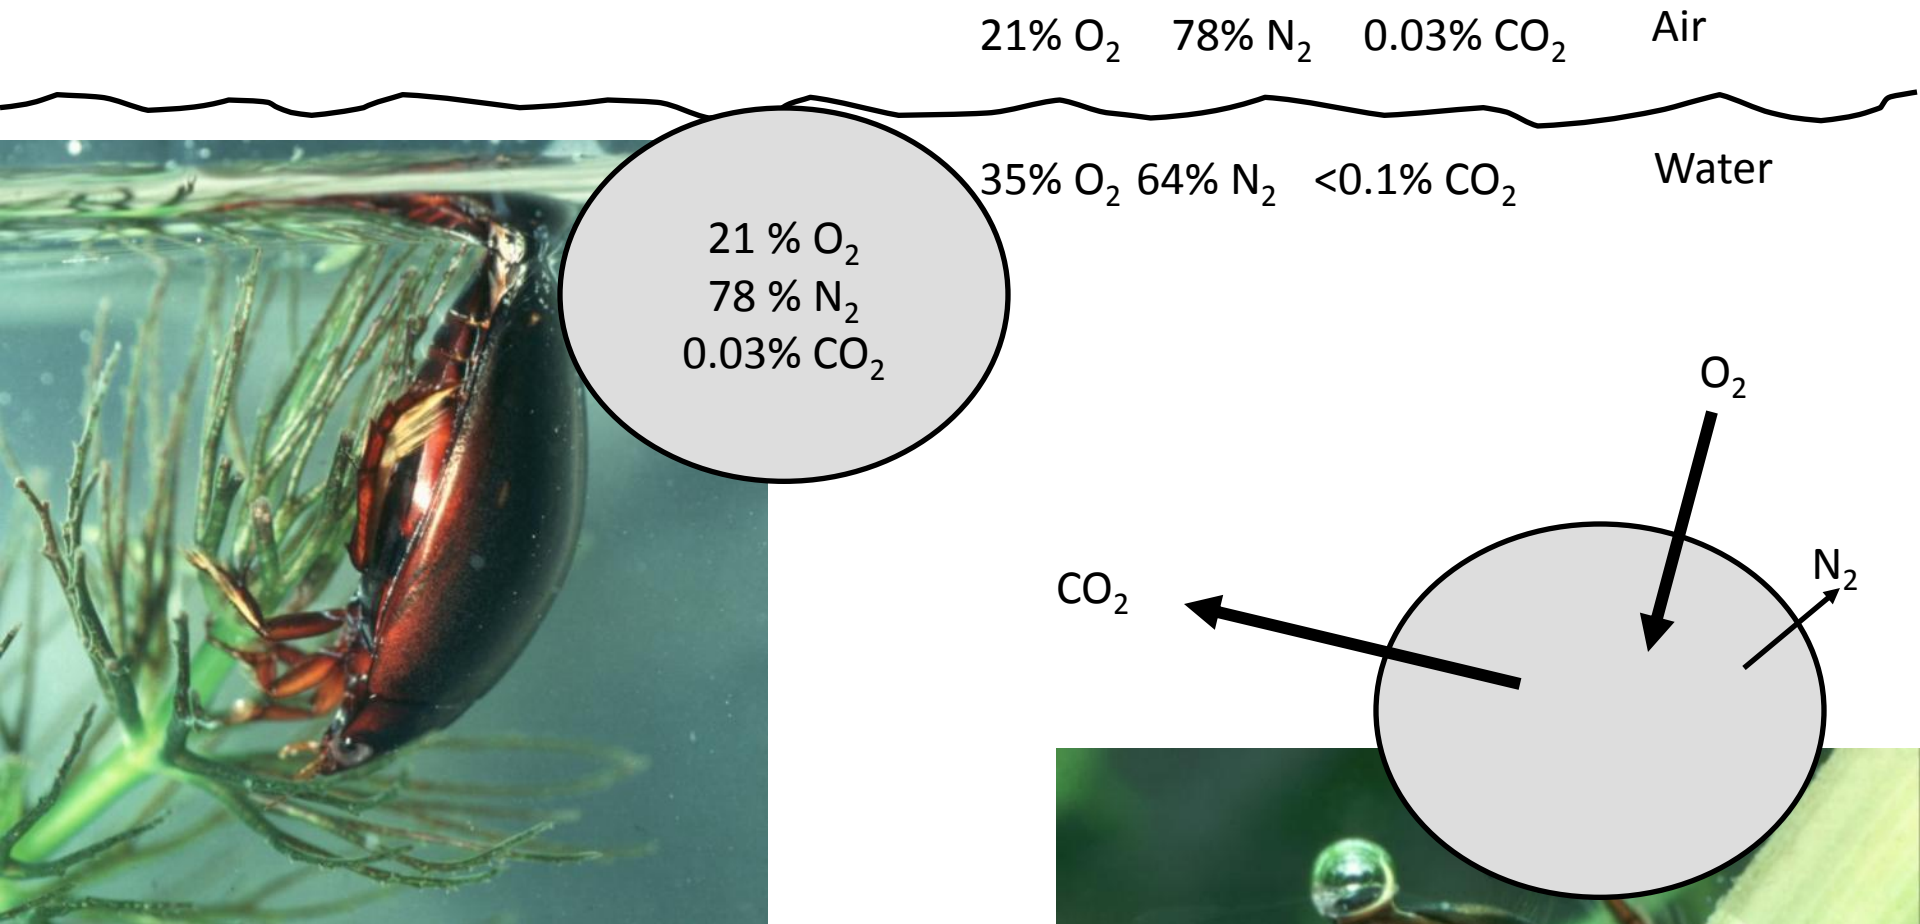 21% O₂ 78% N₂ 0.03% CO₂ Air
35% O₂ 64% N₂ <0.1% CO₂ Water
21 % O₂
78 % N₂
0.03% CO₂
O₂
N₂
CO₂